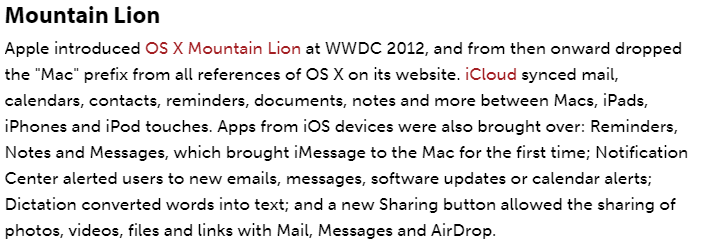 Mountain Lion
Apple introduced OS X Mountain Lion at WWDC 2012, and from then onward dropped
the "Mac" prefix from all references of OS X on its website. iCloud synced mail,
calendars, contacts, reminders, documents, notes and more between Macs, iPads,
iPhones and iPod touches. Apps from iOS devices were also brought over: Reminders,
Notes and Messages, which brought iMessage to the Mac for the first time; Notification
Center alerted users to new emails, messages, software updates or calendar alerts;
Dictation converted words into text; and a new Sharing button allowed the sharing of
photos, videos, files and links with Mail, Messages and AirDrop.